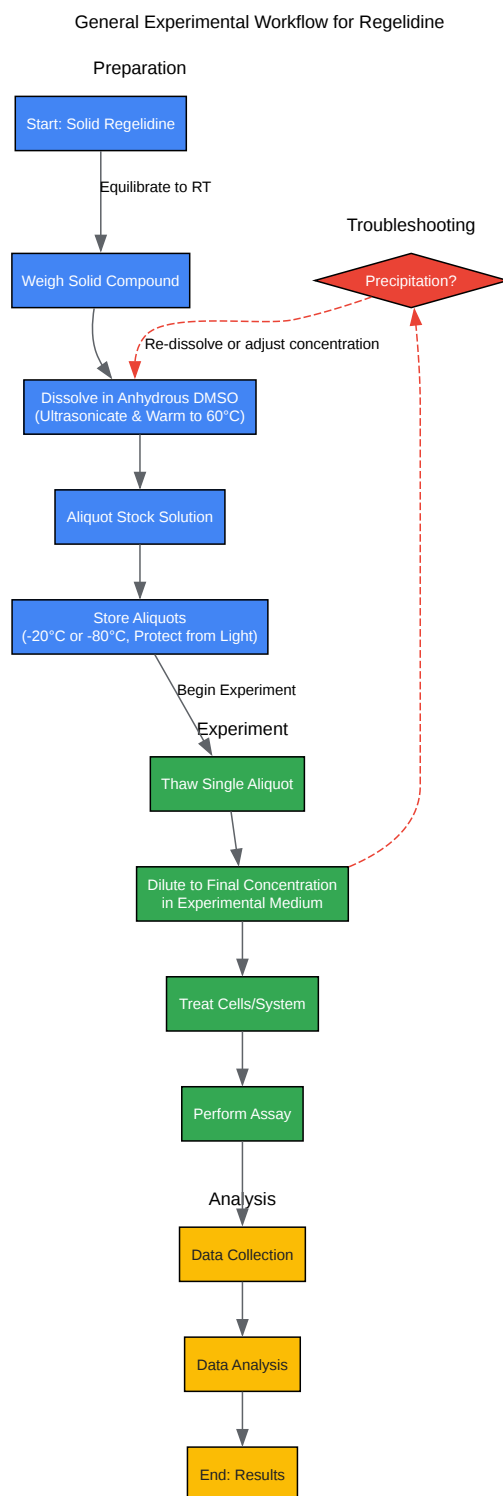 General Experimental Workflow for Regelidine
Preparation
Start: Solid Regelidine
Equilibrate to RT
Troubleshooting
Weigh Solid Compound
Precipitation?
Re-dissolve or adjust concentration
Dissolve in Anhydrous DMSO
(Ultrasonicate & Warm to 60°C)
Aliquot Stock Solution
Store Aliquots
(-20°C or -80°C, Protect from Light)
Begin Experiment
Experiment
Thaw Single Aliquot
Dilute to Final Concentration
in Experimental Medium
Treat Cells/System
Perform Assay
Analysis
Data Collection
Data Analysis
End: Results